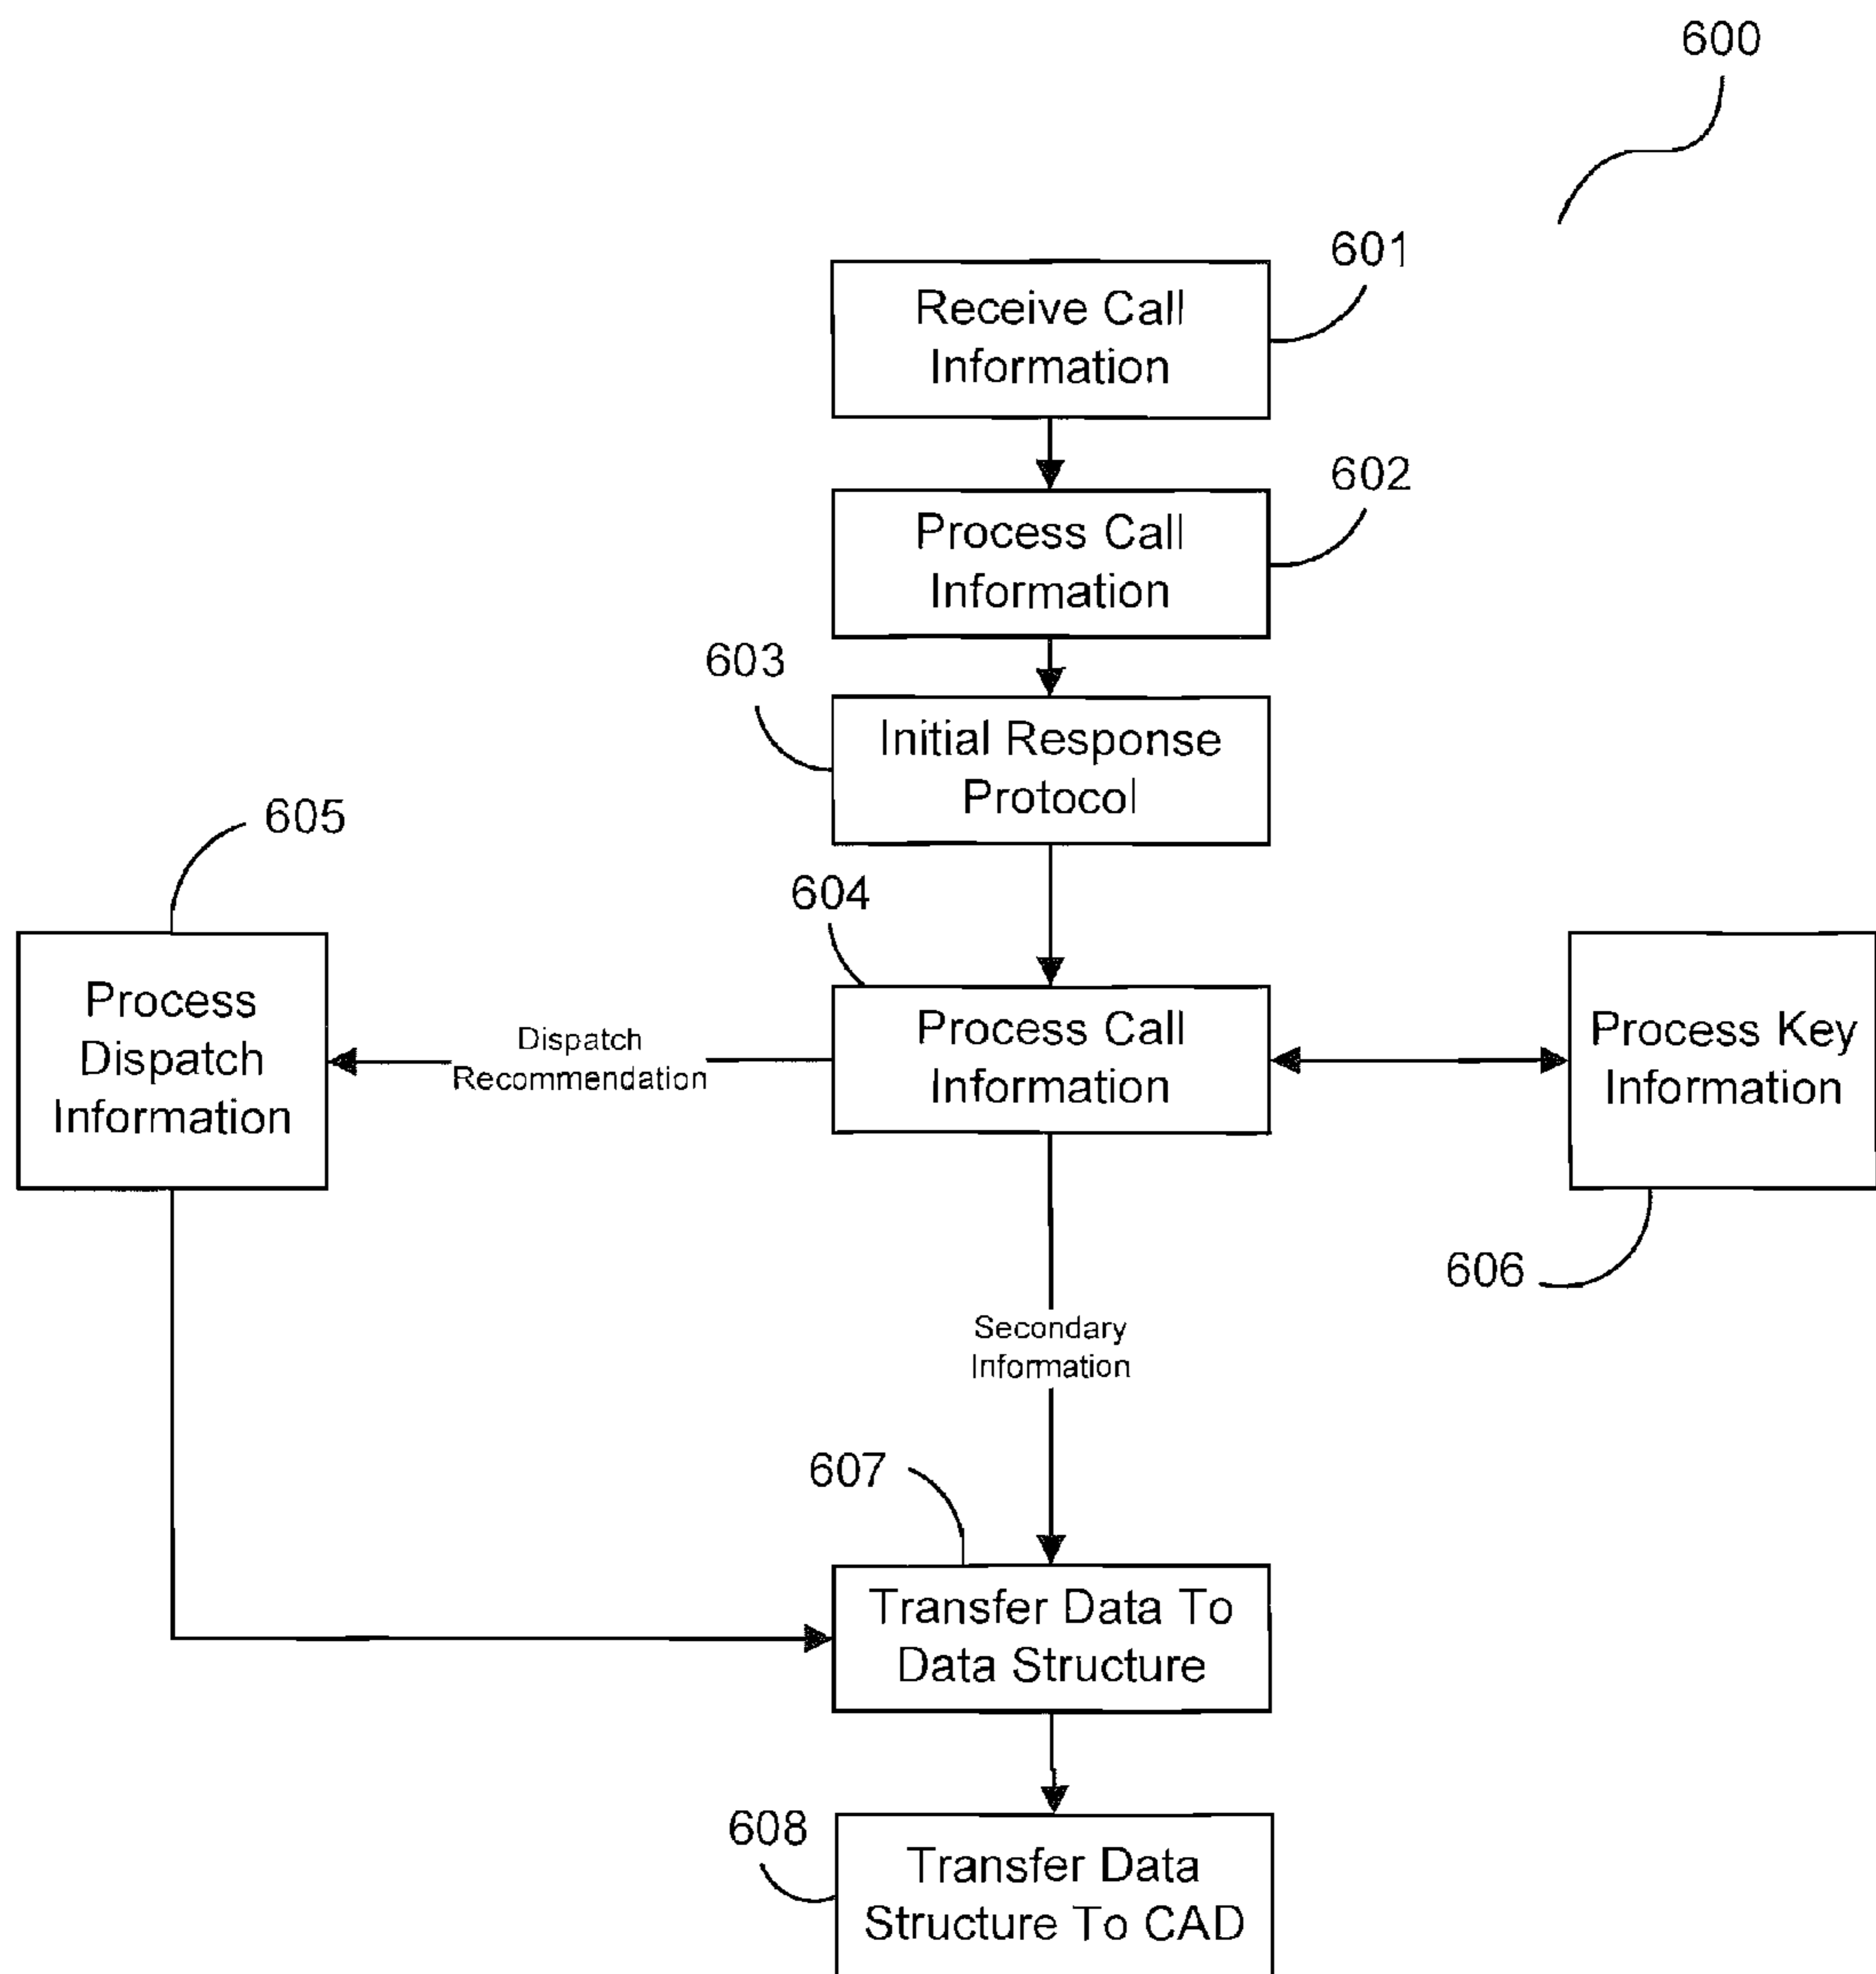 600
601
Receive Call
Information
602
Process Call
Information
603
Initial Response
Protocol
605
604
Process
Dispatch
Information
Dispatch
Recommendation
Process Call
Information
Process Key
Information
606
Secondary
Information
607
Transfer Data To
Data Structure
608
Transfer Data
Structure To CAD